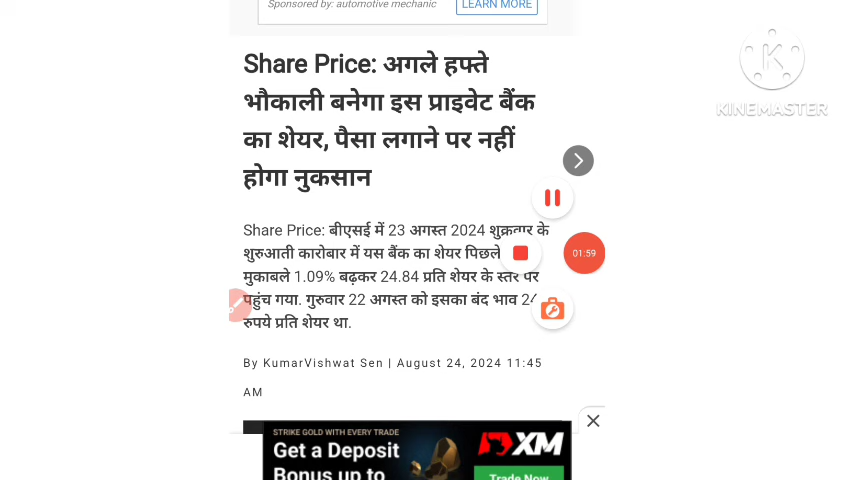 Sponsored by: automotive mechanic
LEARN MORE
Share Price: अगले हफ्ते
भौकाली बनेगा इस प्राइवेट बैंक
का शेयर, पैसा लगाने पर नहीं
होगा नुकसान
KINEMASTER
Share Price: बीएसई में 23 अगस्त 2024 शुक्रवार के
शुरुआती कारोबार में यस बैंक का शेयर पिछले
मुकाबले 1.09% बढ़कर 24.84 प्रति शेयर के स्तर पर
पहुंच गया. गुरुवार 22 अगस्त को इसका बंद भाव
रुपये प्रति शेयर था.
01:59
By KumarVishwat Sen | August 24, 2024 11:45
AM
STRIKE GOLD WITH EVERY TRADE
Get a Deposit
Bonus up to
XM
Trade Now